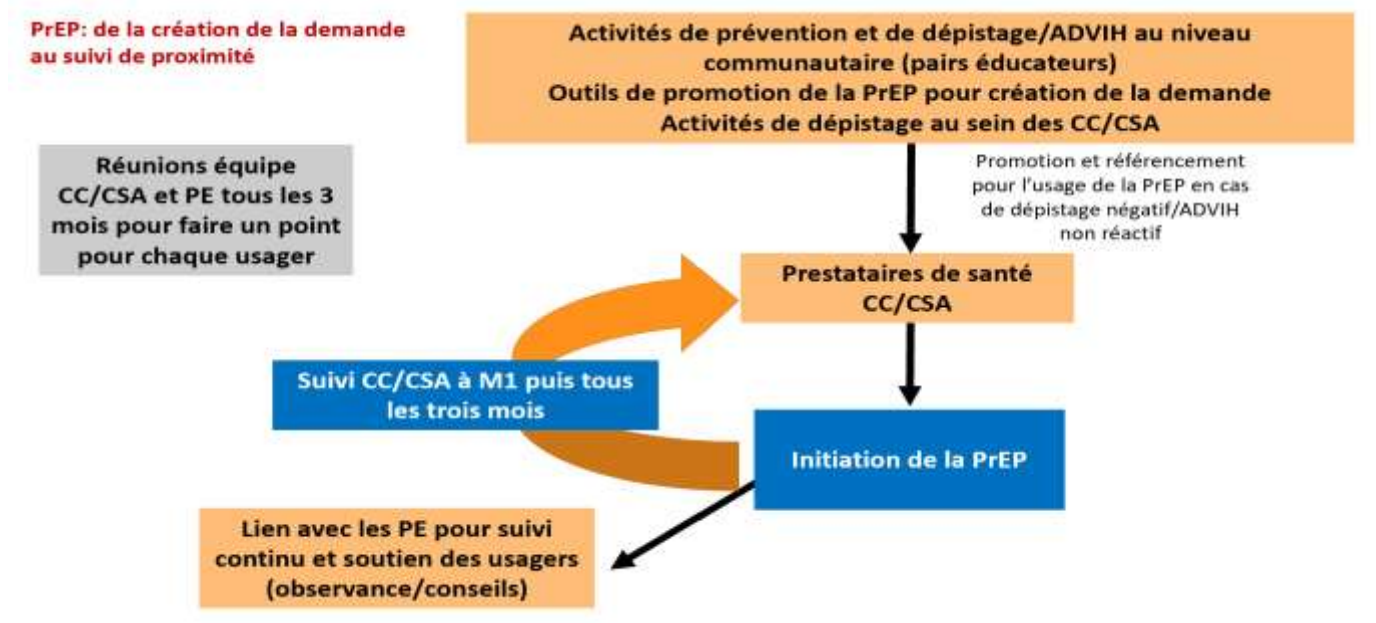 PrEP: de la création de la demande
au suivi de proximité
Activités de prévention et de dépistage/ADVIH au niveau
communautaire (pairs éducateurs)
Outils de promotion de la PrEP pour création de la demande
Activités de dépistage au sein des CC/CSA
Réunions équipe
CC/CSA et PE tous les 3
mois pour faire un point
pour chaque usager
Promotion et référencement
pour l'usage de la PrEP en cas
de dépistage négatif/ADVIH
non réactif
Prestataires de santé
CC/CSA
Suivi CC/CSA à M1 puis tous
les trois mois
Initiation de la PrEP
Lien avec les PE pour suivi
continu et soutien des usagers
(observance/conseils)